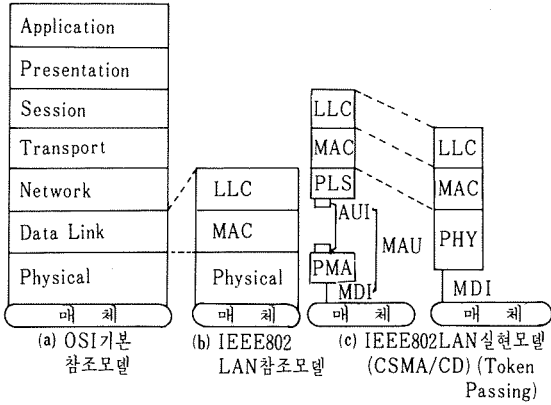 Application
Presentation
Session
Transport
Network
Data Link
Physical
매 체
(a) OSI기본
참조모델
LLC
MAC
Physical
매 체
(b) IEEE802
LAN참조모델
LLC
MAC
PLS
AUI
MAU
PMA
MDI
LLC
MAC
PHY
MDI
매 체
(c) IEEE802LAN실현모델
(CSMA/CD) (Token
Passing)